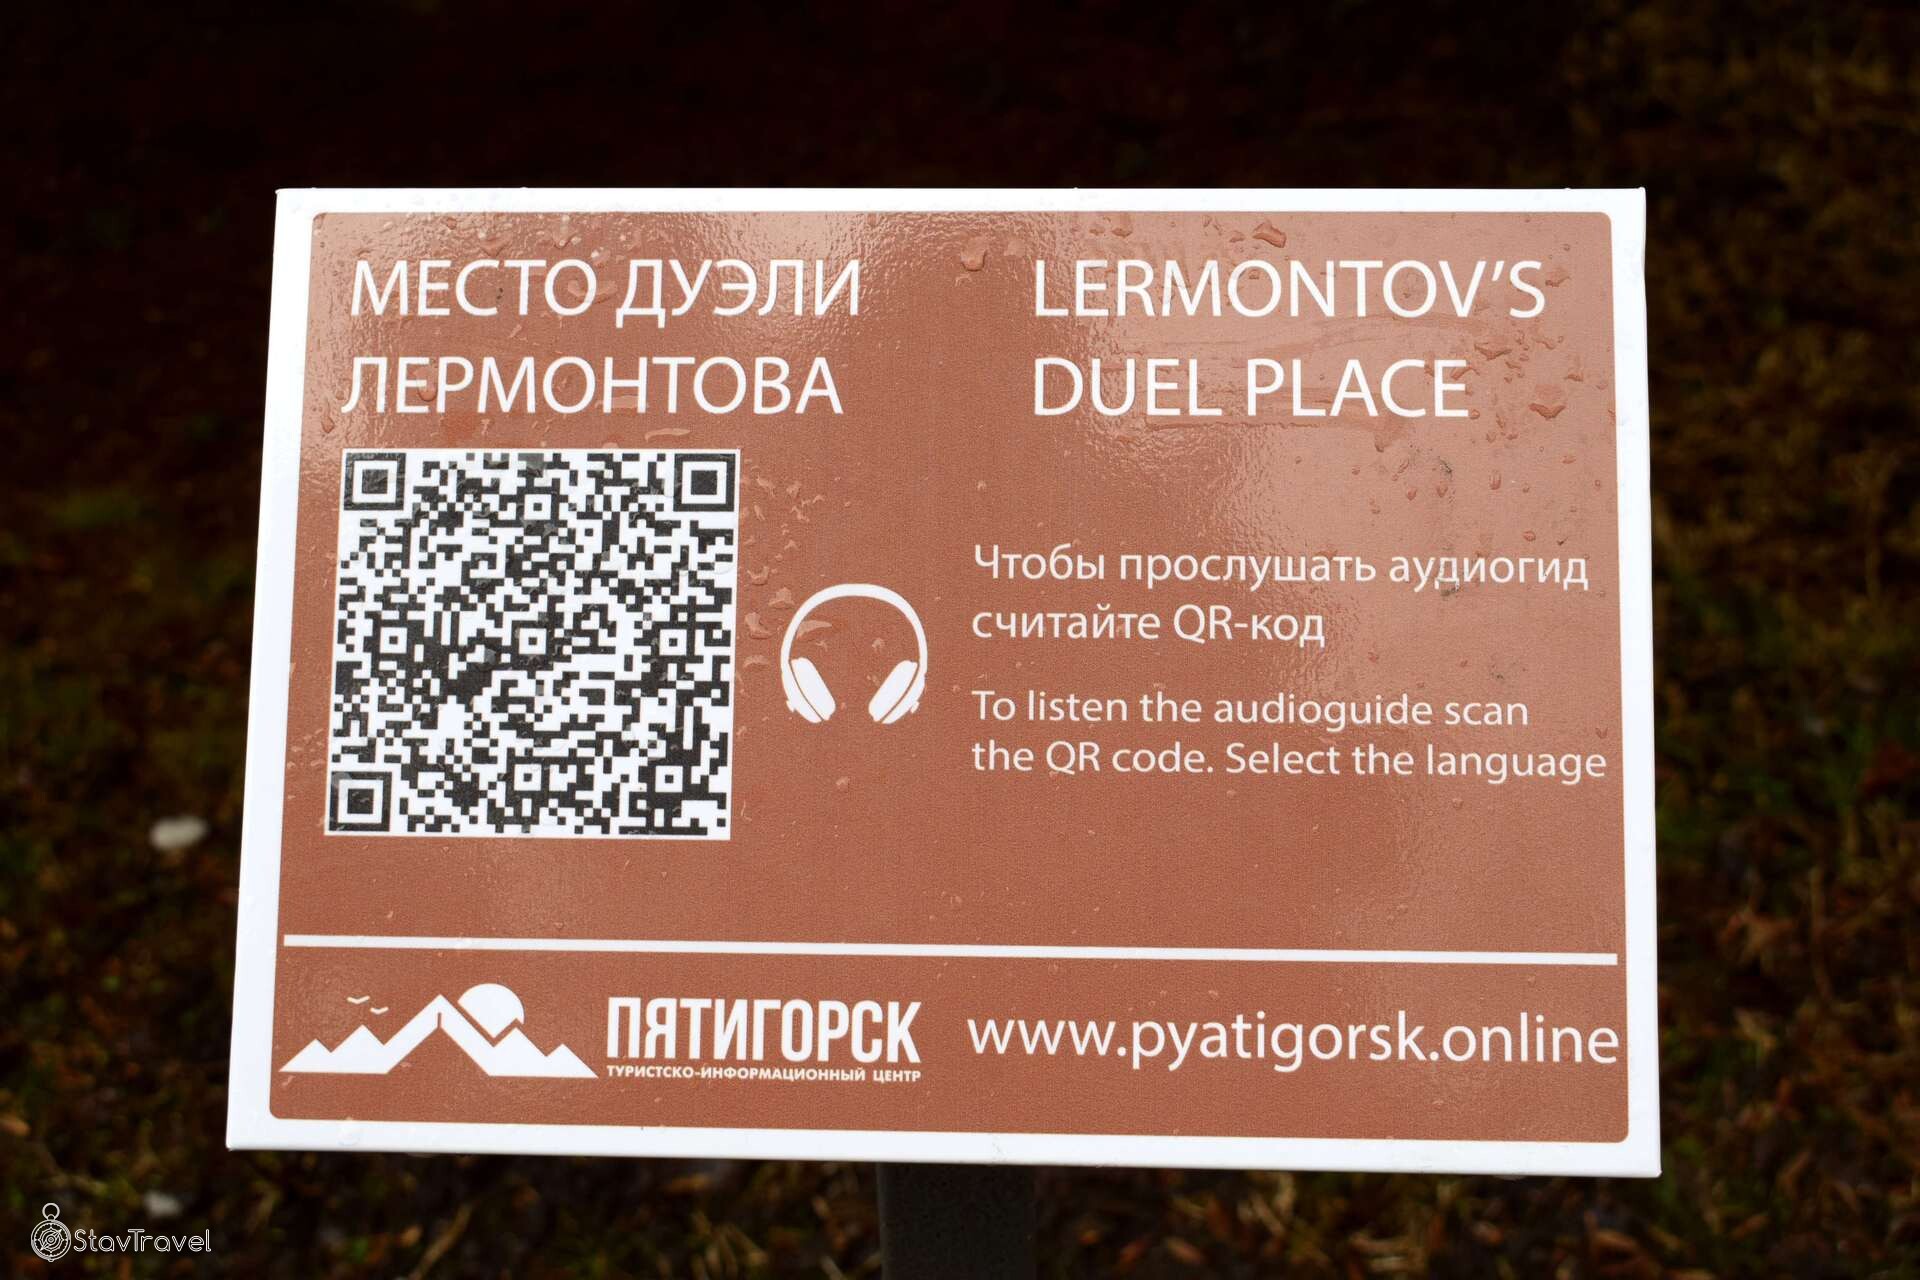 МЕСТО ДУЭЛИ
ЛЕРМОНТОВА
LERMONTOV'S
DUEL PLACE
Чтобы прослушать аудиогид
считайте QR-код
To listen the audioguide scan
the QR code. Select the language
ПЯТИГОРСК
ТУРИСТСКО-ИНФОРМАЦИОННЫЙ ЦЕНТР
www.pyatigorsk.online
StavTravel